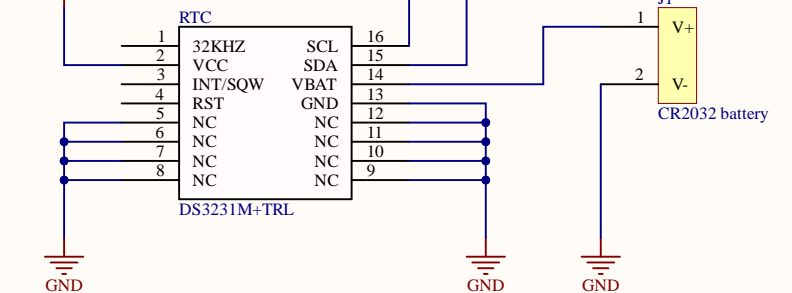 RTC
1 32KHZ SCL 16
2 VCC SDA 15
3 INT/SQW VBAT 14
4 RST GND 13
5 NC NC 12
6 NC NC 11
7 NC NC 10
8 NC NC 9
DS3231M+TRL
1 V+
2 V-
CR2032 battery
GND GND GND